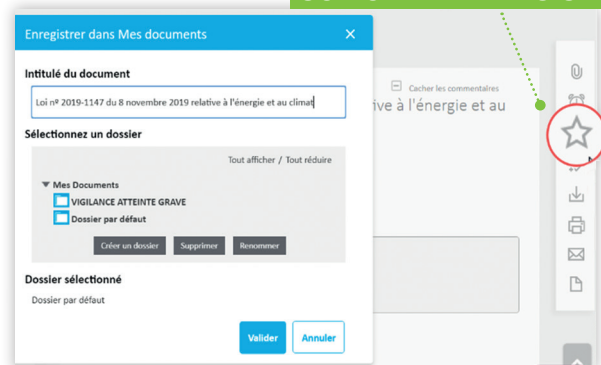 Enregistrer dans Mes documents
Intitulé du document
Loi nº 2019-1147 du 8 novembre 2019 relative à l'énergie et au climat
Sélectionnez un dossier
Tout afficher / Tout réduire
Mes Documents
VIGILANCE ATTEINTE GRAVE
Dossier par défaut
Créer un dossier Supprimer Renommer
Dossier sélectionné
Dossier par défaut
Valider Annuler
Cacher les commentaires
ive à l'énergie et au